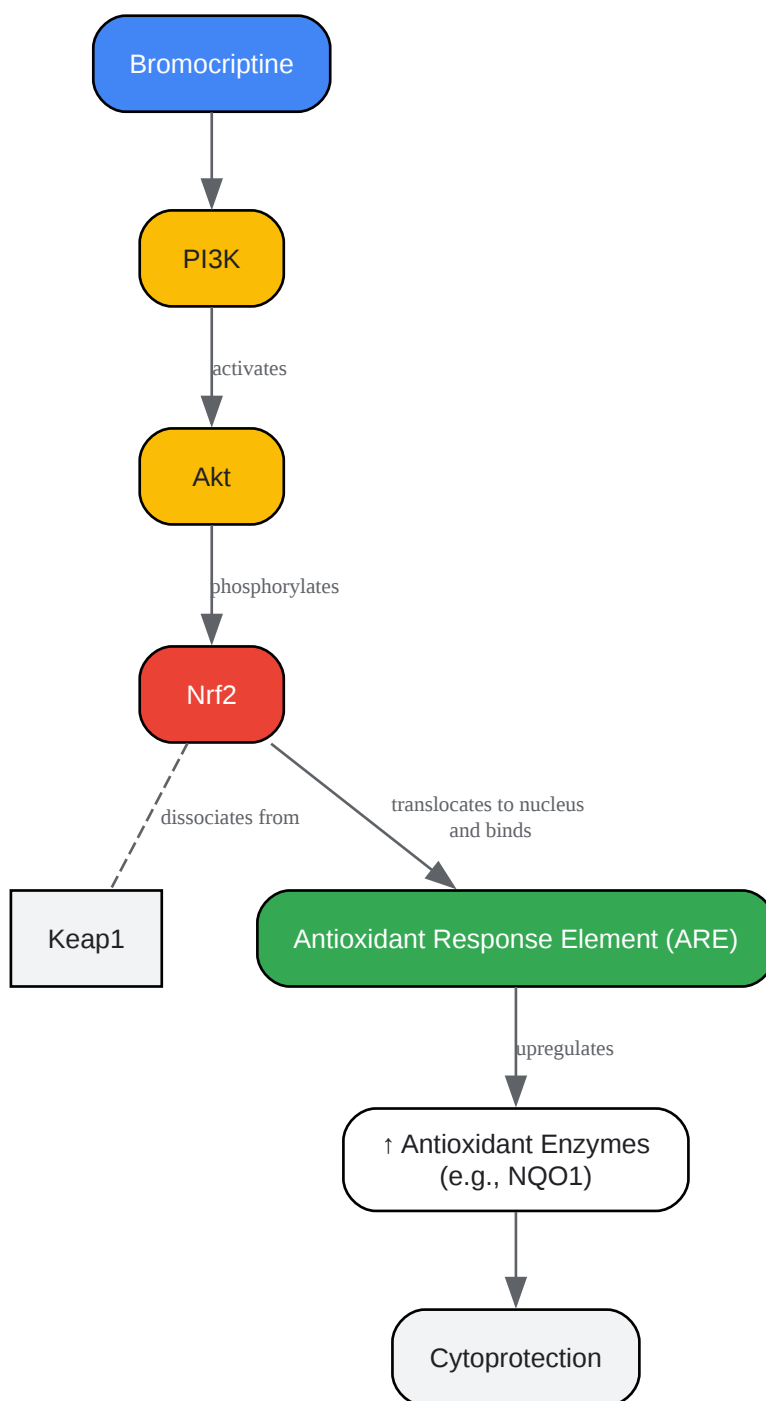 Bromocriptine
PI3K
activates
Akt
phosphorylates
Nrf2
translocates to nucleus
and binds
dissociates from
Keap1
Antioxidant Response Element (ARE)
upregulates
↑ Antioxidant Enzymes
(e.g., NQO1)
Cytoprotection